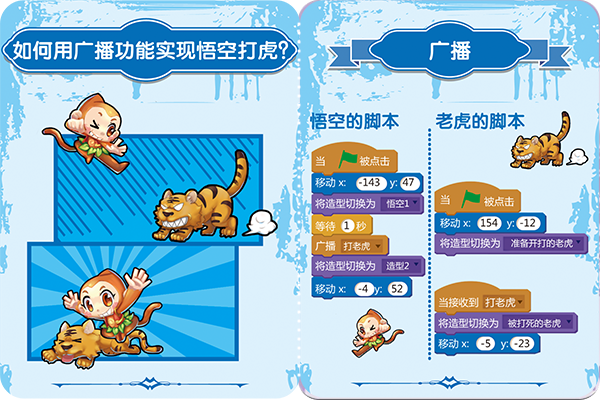 如何用广播功能实现悟空打虎?
广播
悟空的脚本
当 被点击
移动 x: -143 y: 47
将造型切换为 悟空1
等待 1 秒
广播 打老虎
将造型切换为 造型2
移动 x: -4 y: 52
老虎的脚本
当 被点击
移动 x: 154 y: -12
将造型切换为 准备开打的老虎
当接收到 打老虎
将造型切换为 被打死的老虎
移动 x: -5 y: -23